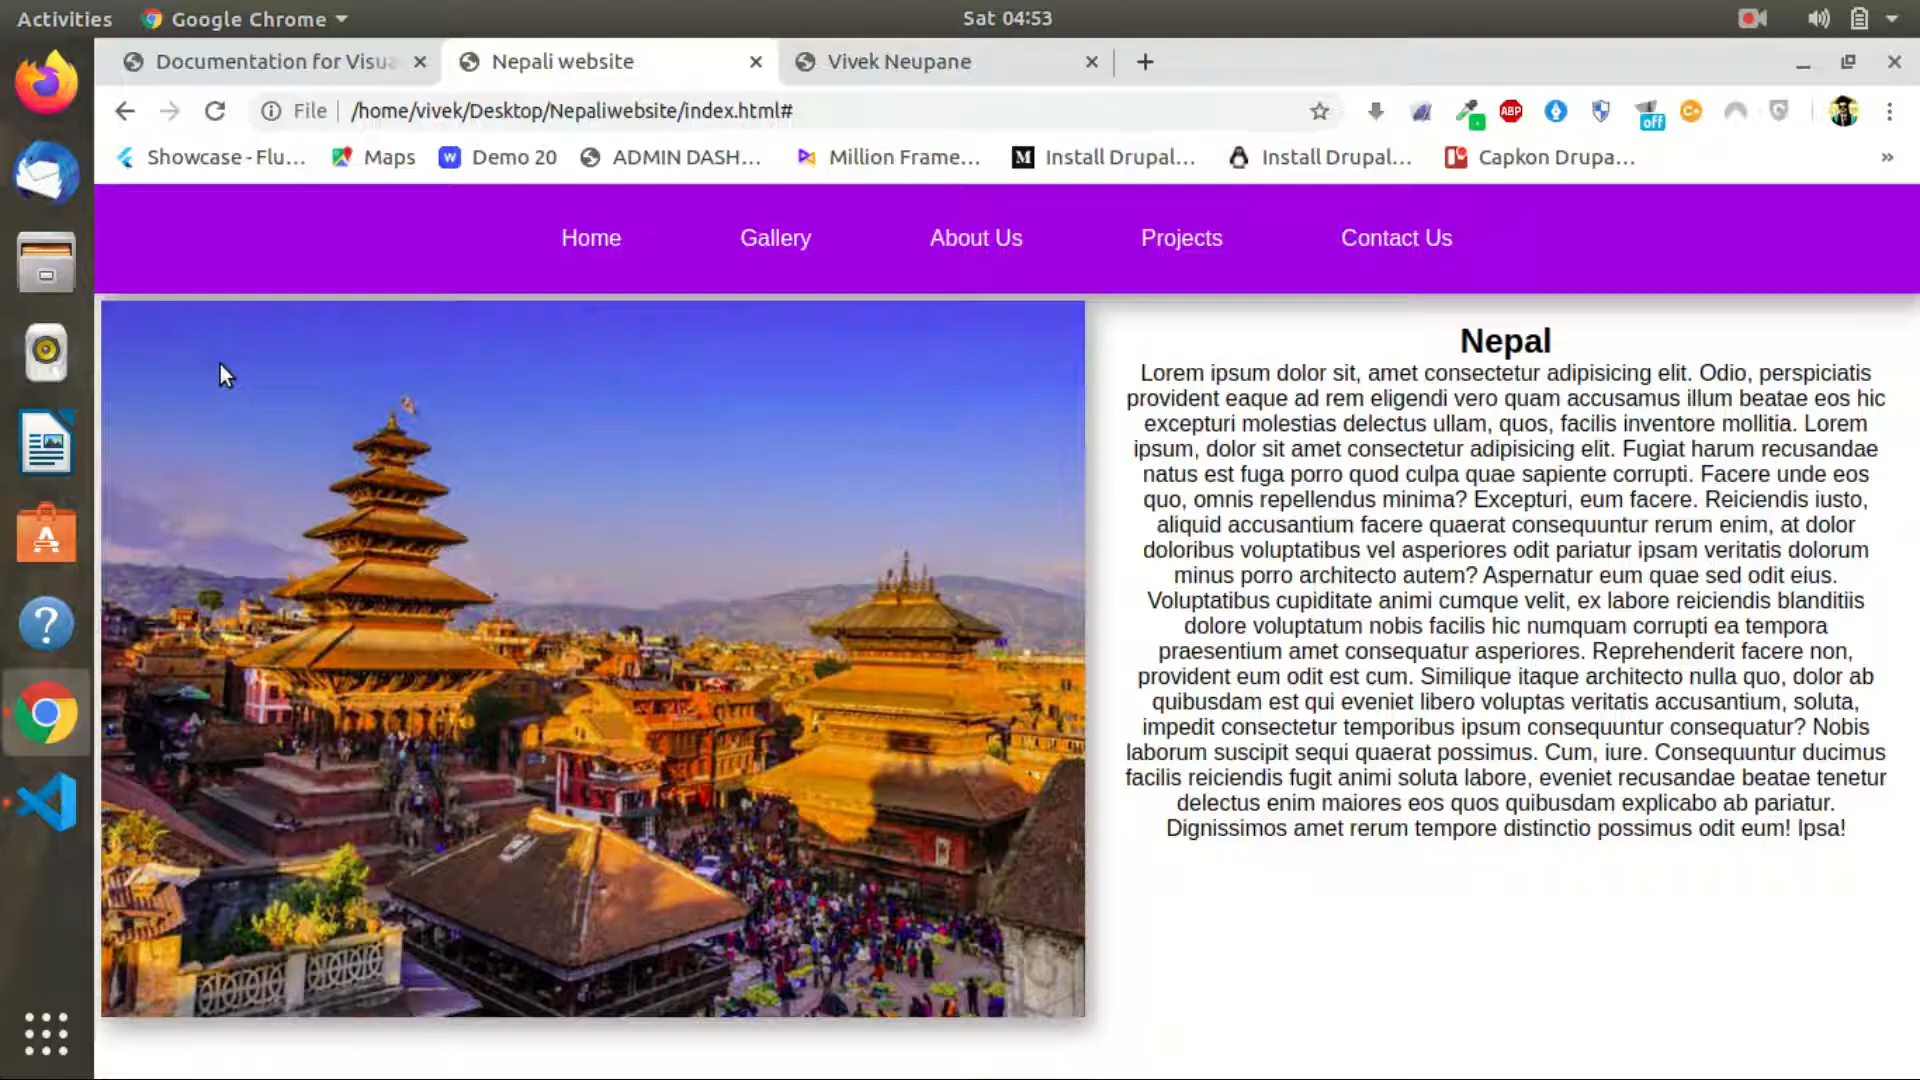 Activities Google Chrome Sat 04:53
Documentation for Visua Nepali website Vivek Neupane
File /home/vivek/Desktop/Nepaliwebsite/index.html# ABP off
Showcase - Flu... Maps W Demo 20 ADMIN DASH... Million Frame... M Install Drupal... Install Drupal... Capkon Drupa... »
Home Gallery About Us Projects Contact Us
Nepal
Lorem ipsum dolor sit, amet consectetur adipisicing elit. Odio, perspiciatis
provident eaque ad rem eligendi vero quam accusamus illum beatae eos hic
excepturi molestias delectus ullam, quos, facilis inventore mollitia. Lorem
ipsum, dolor sit amet consectetur adipisicing elit. Fugiat harum recusandae
natus est fuga porro quod culpa quae sapiente corrupti. Facere unde eos
quo, omnis repellendus minima? Excepturi, eum facere. Reiciendis iusto,
aliquid accusantium facere quaerat consequuntur rerum enim, at dolor
doloribus voluptatibus vel asperiores odit pariatur ipsam veritatis dolorum
minus porro architecto autem? Aspernatur eum quae sed odit eius.
Voluptatibus cupiditate animi cumque velit, ex labore reiciendis blanditiis
dolore voluptatum nobis facilis hic numquam corrupti ea tempora
praesentium amet consequatur asperiores. Reprehenderit facere non,
provident eum odit est cum. Similique itaque architecto nulla quo, dolor ab
quibusdam est qui eveniet libero voluptas veritatis accusantium, soluta,
impedit consectetur temporibus ipsum consequuntur consequatur? Nobis
laborum suscipit sequi quaerat possimus. Cum, iure. Consequuntur ducimus
facilis reiciendis fugit animi soluta labore, eveniet recusandae beatae tenetur
delectus enim maiores eos quos quibusdam explicabo ab pariatur.
Dignissimos amet rerum tempore distinctio possimus odit eum! Ipsa!